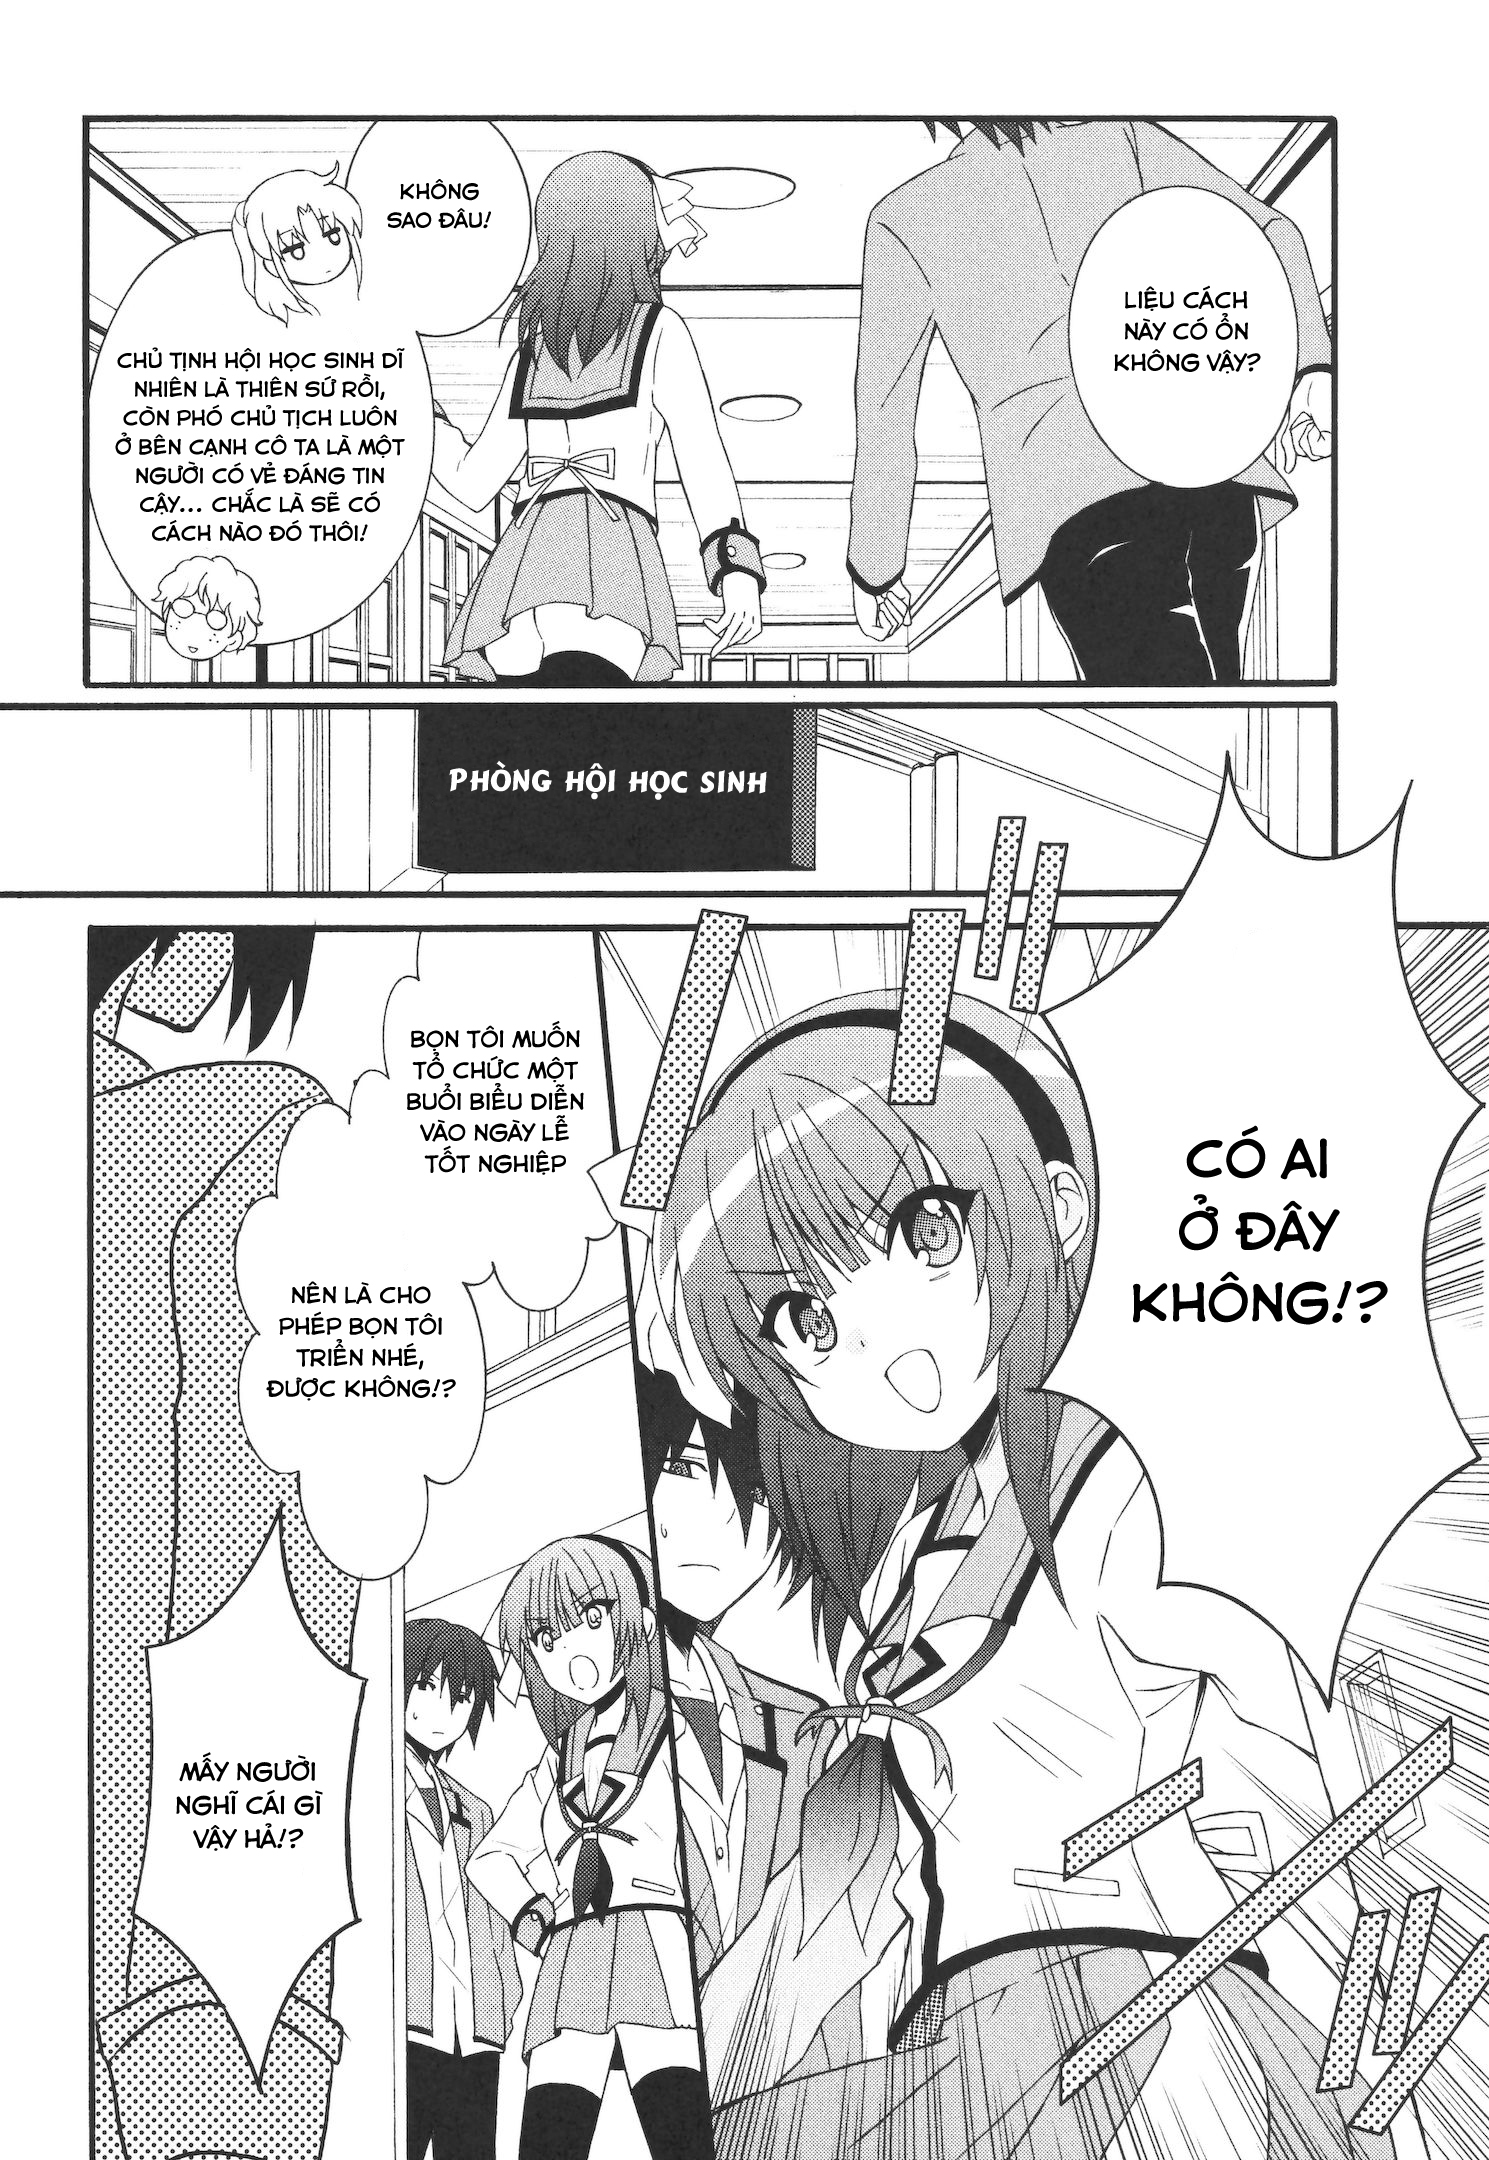 LIỆU CÁCH
NÀY CÓ ỔN
KHÔNG VẬY?
KHÔNG
SAO ĐÂU!
CHỦ TỊNH HỘI HỌC SINH DĨ
NHIÊN LÀ THIÊN SỨ RỒI,
CÒN PHÓ CHỦ TỊCH LUÔN
Ở BÊN CẠNH CÔ TA LÀ MỘT
NGƯỜI CÓ VẺ ĐÁNG TIN
CẬY... CHẮC LÀ SẼ CÓ
CÁCH NÀO ĐÓ THÔI!
PHÒNG HỘI HỌC SINH
CÓ AI
Ở ĐÂY
KHÔNG!?
BỌN TÔI MUỐN
TỔ CHỨC MỘT
BUỔI BIỂU DIỄN
VÀO NGÀY LỄ
TỐT NGHIỆP
NÊN LÀ CHO
PHÉP BỌN TÔI
TRIỂN NHÉ,
ĐƯỢC KHÔNG!?
MẤY NGƯỜI
NGHĨ CÁI GÌ
VẬY HẢ!?